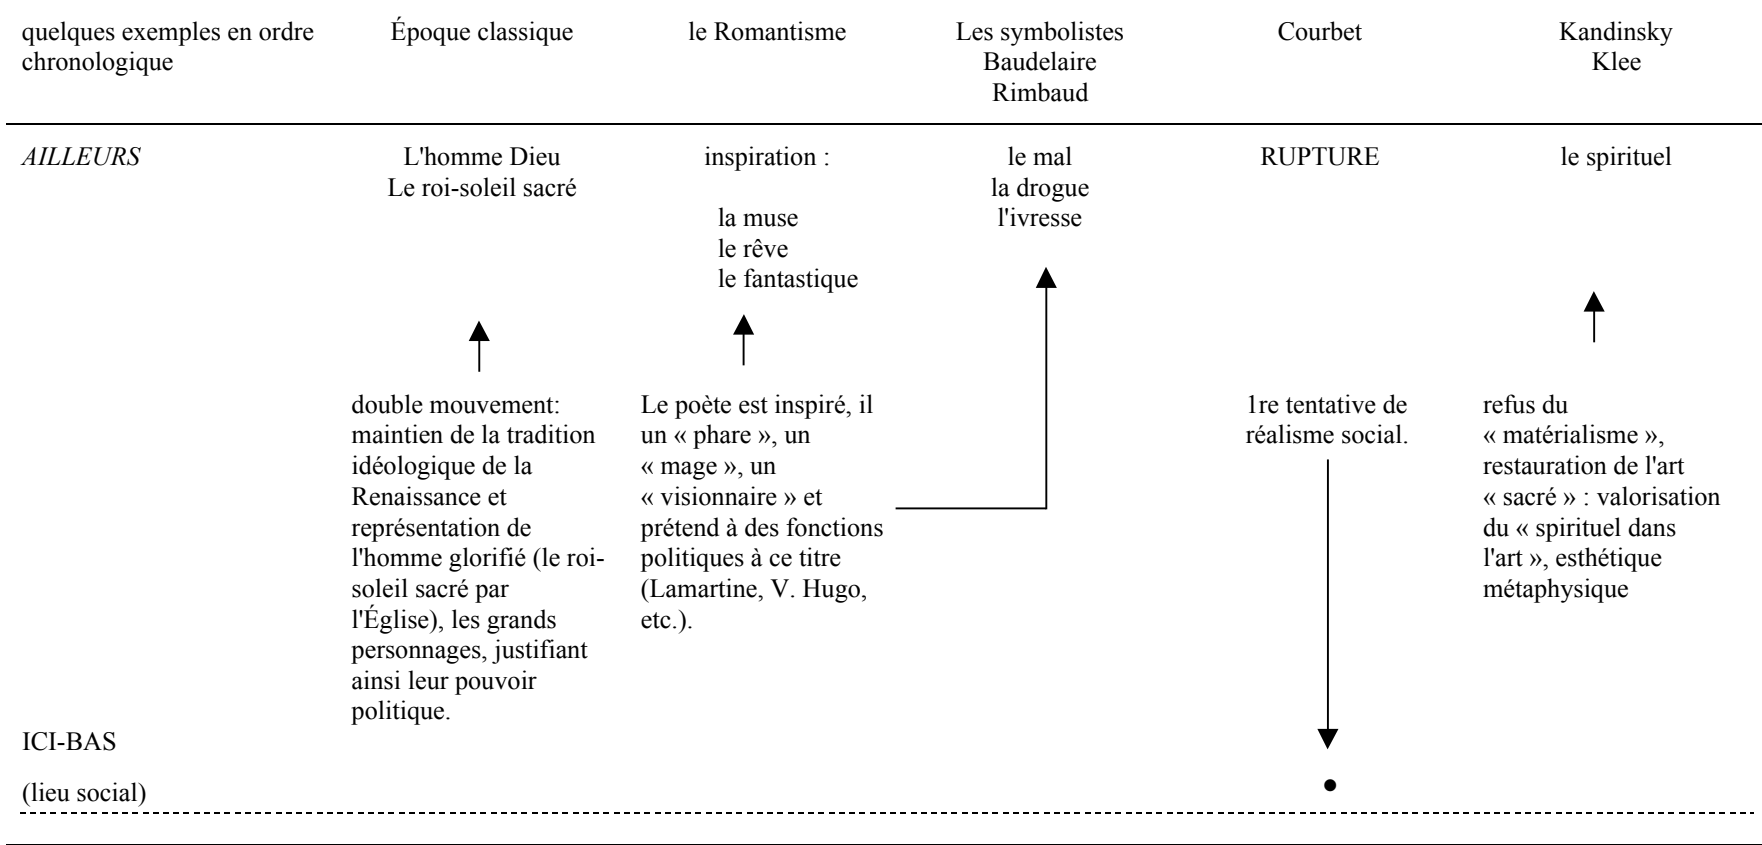 quelques exemples en ordre
chronologique
Époque classique
le Romantisme
Les symbolistes
Baudelaire
Rimbaud
Courbet
Kandinsky
Klee
AILLEURS
L'homme Dieu
Le roi-soleil sacré
inspiration :
la muse
le rêve
le fantastique
le mal
la drogue
l'ivresse
RUPTURE
le spirituel
double mouvement:
maintien de la tradition
idéologique de la
Renaissance et
représentation de
l'homme glorifié (le roi-
soleil sacré par
l'Église), les grands
personnages, justifiant
ainsi leur pouvoir
politique.
Le poète est inspiré, il
un « phare », un
« mage », un
« visionnaire » et
prétend à des fonctions
politiques à ce titre
(Lamartine, V. Hugo,
etc.).
1re tentative de
réalisme social.
refus du
« matérialisme »,
restauration de l'art
« sacré » : valorisation
du « spirituel dans
l'art », esthétique
métaphysique
ICI-BAS
(lieu social)